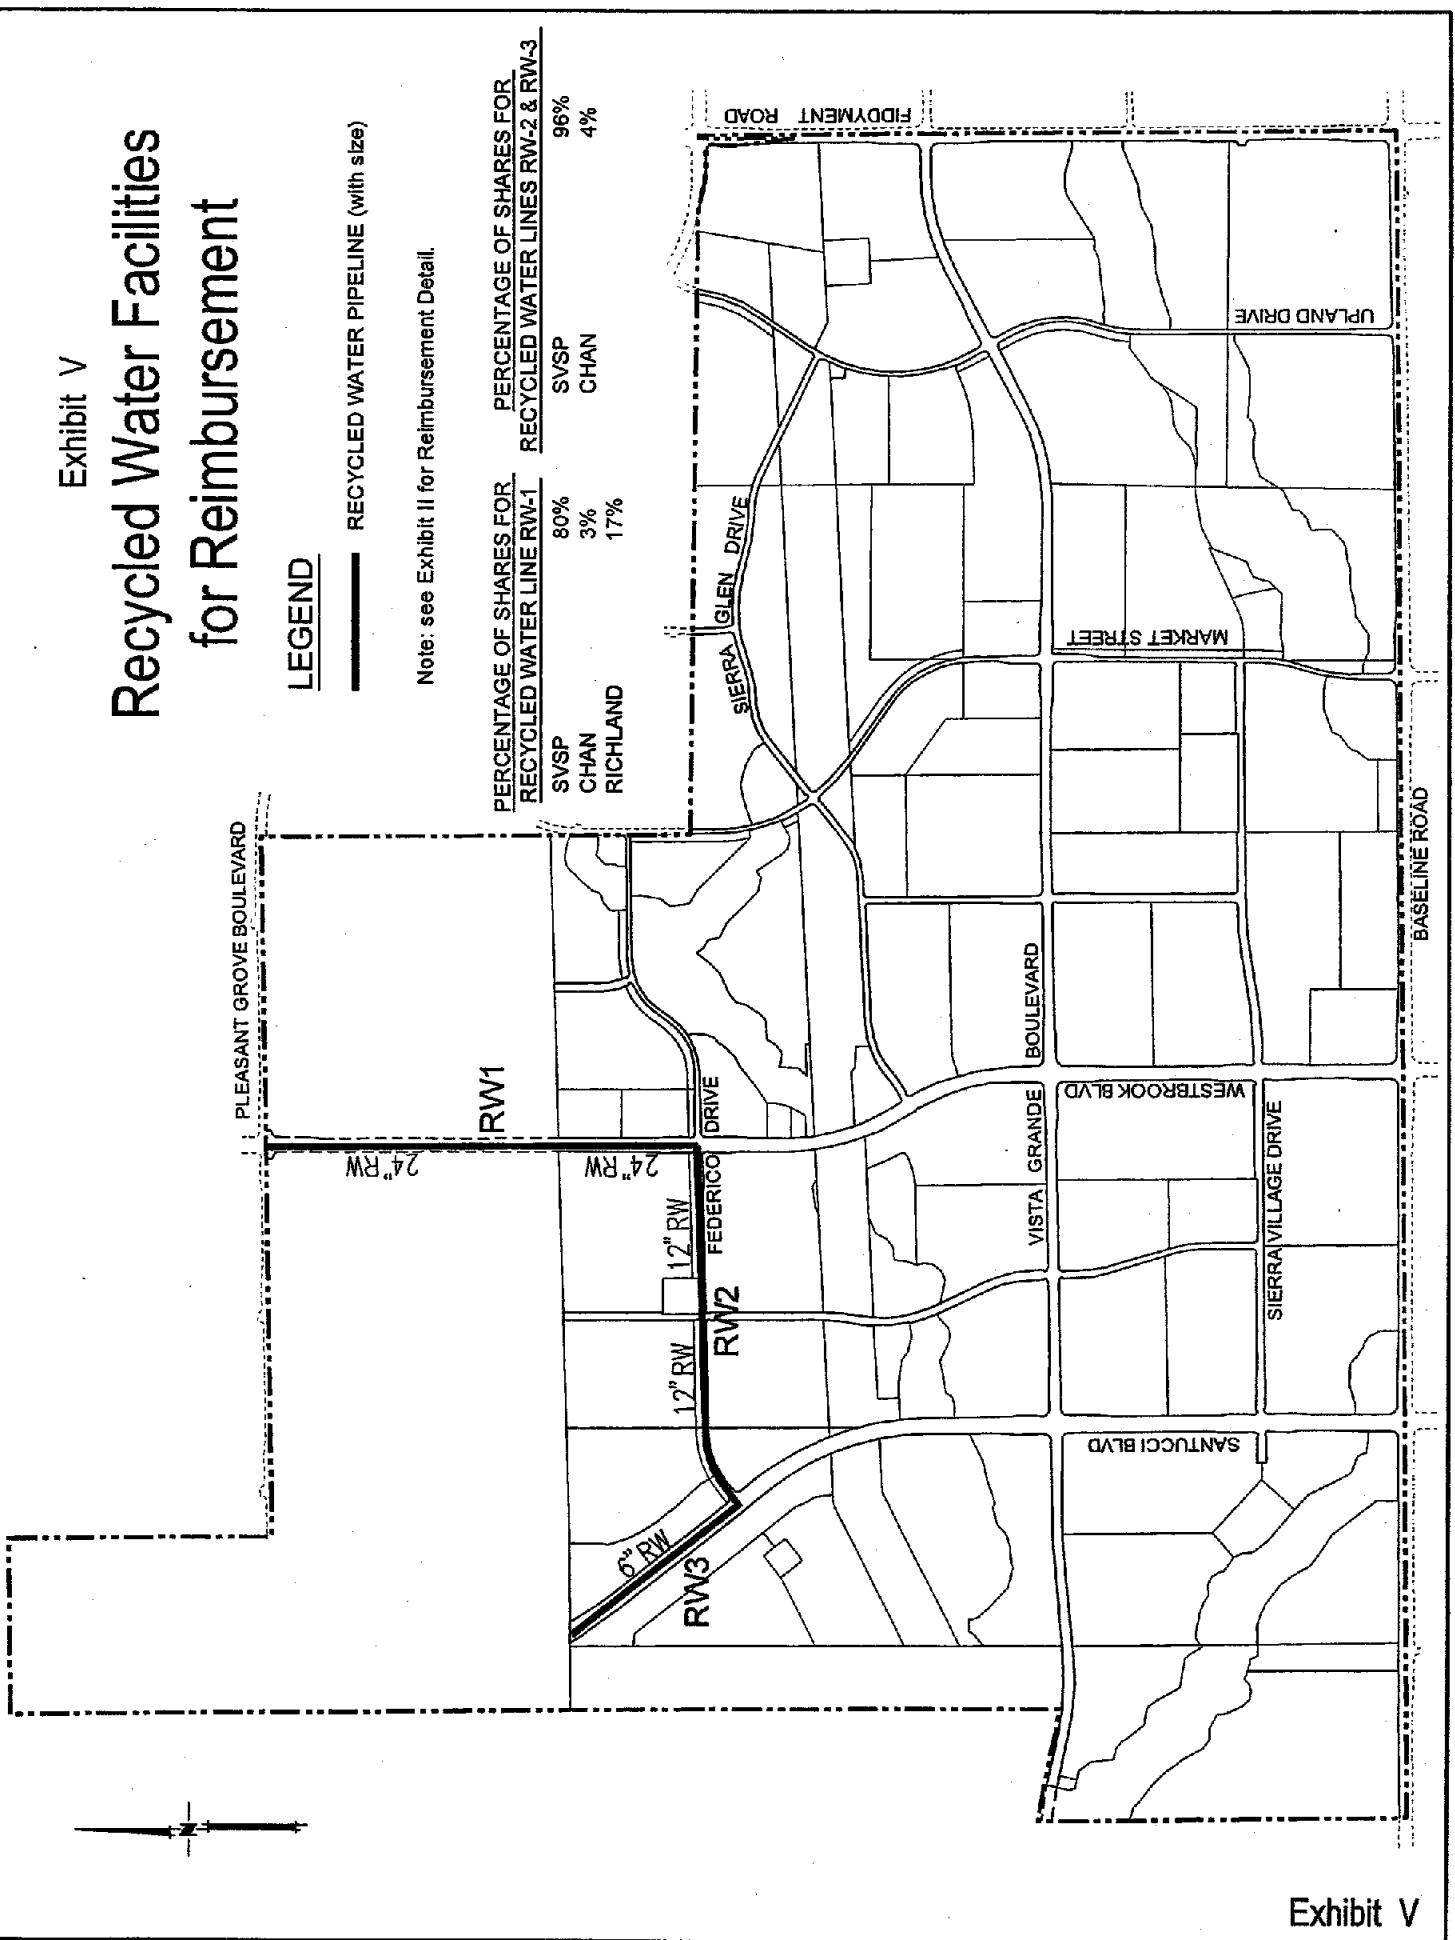 Exhibit V
Recycled Water Facilities
for Reimbursement
LEGEND
RECYCLED WATER PIPELINE (with size)
Note: see Exhibit II for Reimbursement Detail.
PERCENTAGE OF SHARES FOR
RECYCLED WATER LINE RW-1
SVSP 80%
CHAN 3%
RICHLAND 17%
PERCENTAGE OF SHARES FOR
RECYCLED WATER LINES RW-2 & RW-3
SVSP 96%
CHAN 4%
PLEASANT GROVE BOULEVARD
RW1
24" RW
24" RW
12" RW
FEDERICO DRIVE
RW2
12" RW
6" RW
RW3
SIERRA GLEN DRIVE
FIDDYMENT ROAD
UPLAND DRIVE
MARKET STREET
VISTA GRANDE BOULEVARD
WESTBROOK BLVD
SIERRA VILLAGE DRIVE
SANTUCCI BLVD
BASELINE ROAD
N
Exhibit V